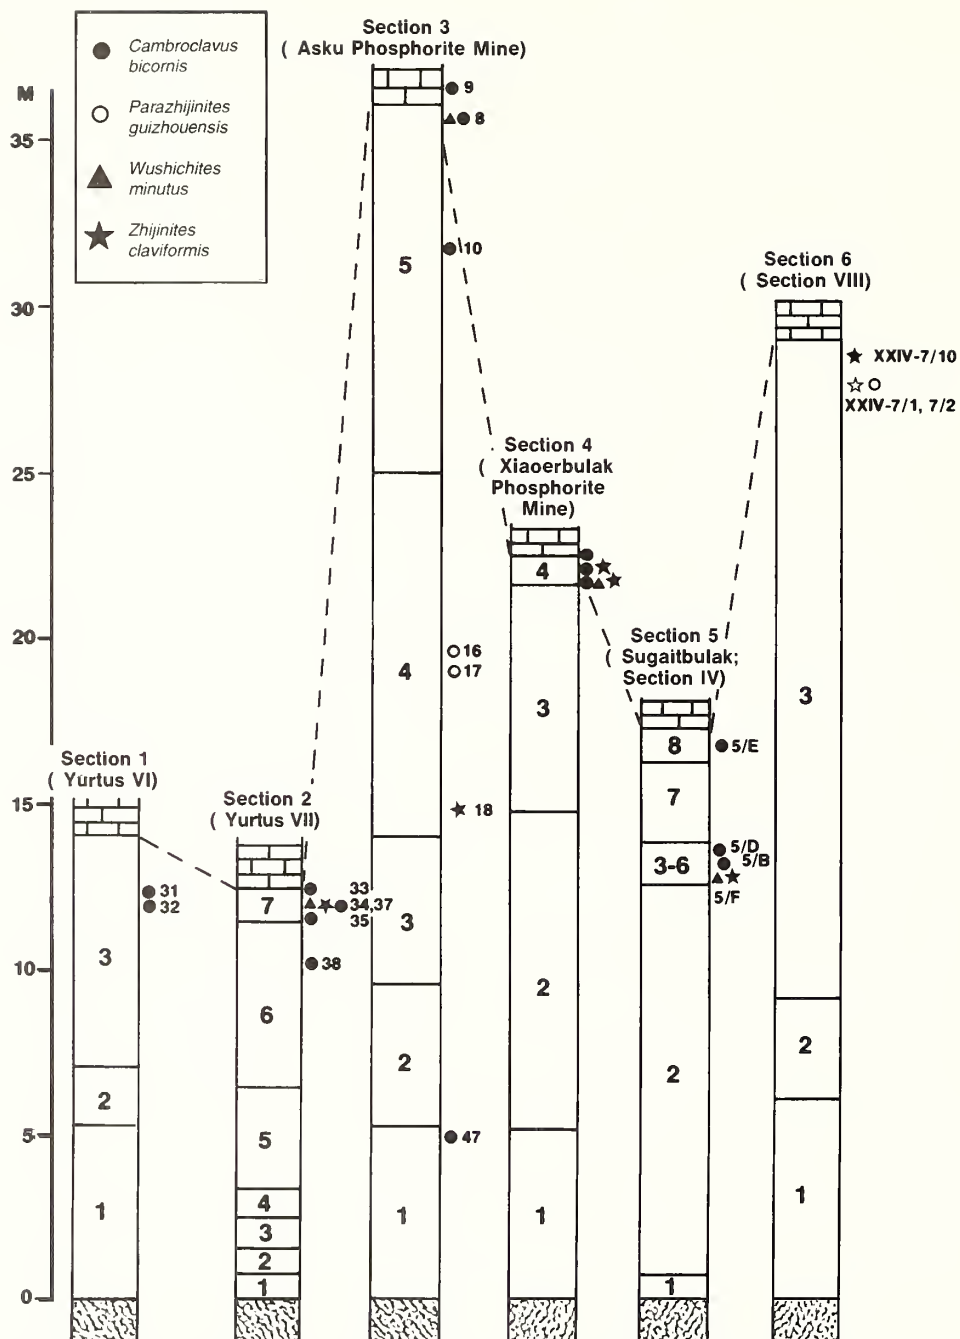 Cambroclavus
bicornis
Parazhijinites
guizhouensis
Wushichites
minutus
Zhijinites
claviformis
M
35
30
25
20
15
10
5
0
Section 1
( Yurtus VI)
3
2
1
31
32
Section 2
( Yurtus VII)
7
6
5
4
3
2
1
33
34,37
35
38
Section 3
( Asku Phosphorite Mine)
5
4
3
2
1
9
8
10
16
17
18
47
Section 4
( Xiaoerbulak
Phosphorite
Mine)
4
3
2
1
Section 5
( Sugaitbulak;
Section IV)
8
7
3-6
2
1
5/E
5/D
5/B
5/F
Section 6
( Section VIII)
3
2
1
XXIV-7/10
XXIV-7/1, 7/2